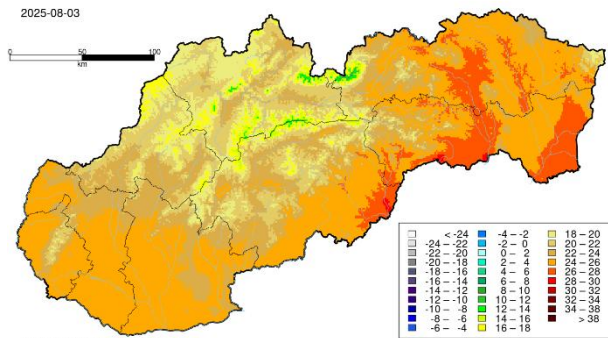 2025-08-03
0 50 100
km
< -24 -4 – -2 18 – 20
-24 – -22 -2 – 0 20 – 22
-22 – -20 0 – 2 22 – 24
-20 – -18 2 – 4 24 – 26
-18 – -16 4 – 6 26 – 28
-16 – -14 6 – 8 28 – 30
-14 – -12 8 – 10 30 – 32
-12 – -10 10 – 12 32 – 34
-10 – -8 12 – 14 34 – 38
-8 – -6 14 – 16 > 38
-6 – -4 16 – 18